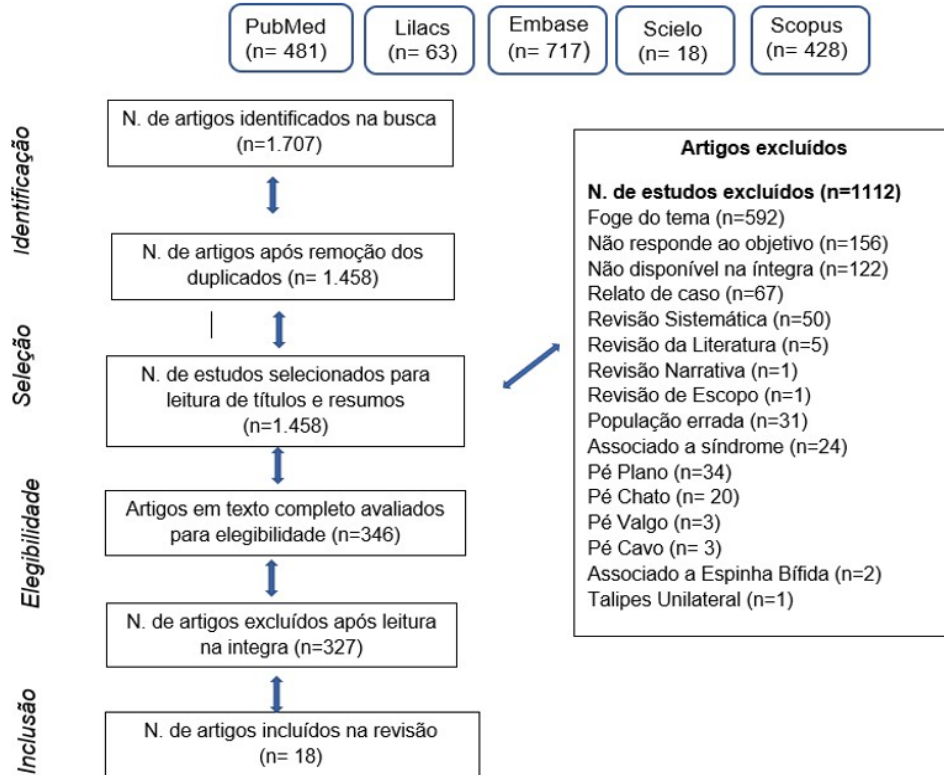 PubMed
(n= 481)
Lilacs
(n= 63)
Embase
(n= 717)
Scielo
(n= 18)
Scopus
(n= 428)
Identificação
N. de artigos identificados na busca
(n=1.707)
N. de artigos após remoção dos
duplicados (n= 1.458)
Seleção
N. de estudos selecionados para
leitura de títulos e resumos
(n=1.458)
Elegibilidade
Artigos em texto completo avaliados
para elegibilidade (n=346)
N. de artigos excluídos após leitura
na integra (n=327)
Inclusão
N. de artigos incluídos na revisão
(n= 18)
Artigos excluídos
N. de estudos excluídos (n=1112)
Foge do tema (n=592)
Não responde ao objetivo (n=156)
Não disponível na íntegra (n=122)
Relato de caso (n=67)
Revisão Sistemática (n=50)
Revisão da Literatura (n=5)
Revisão Narrativa (n=1)
Revisão de Escopo (n=1)
População errada (n=31)
Associado a síndrome (n=24)
Pé Plano (n=34)
Pé Chato (n= 20)
Pé Valgo (n=3)
Pé Cavo (n= 3)
Associado a Espinha Bífida (n=2)
Talipes Unilateral (n=1)